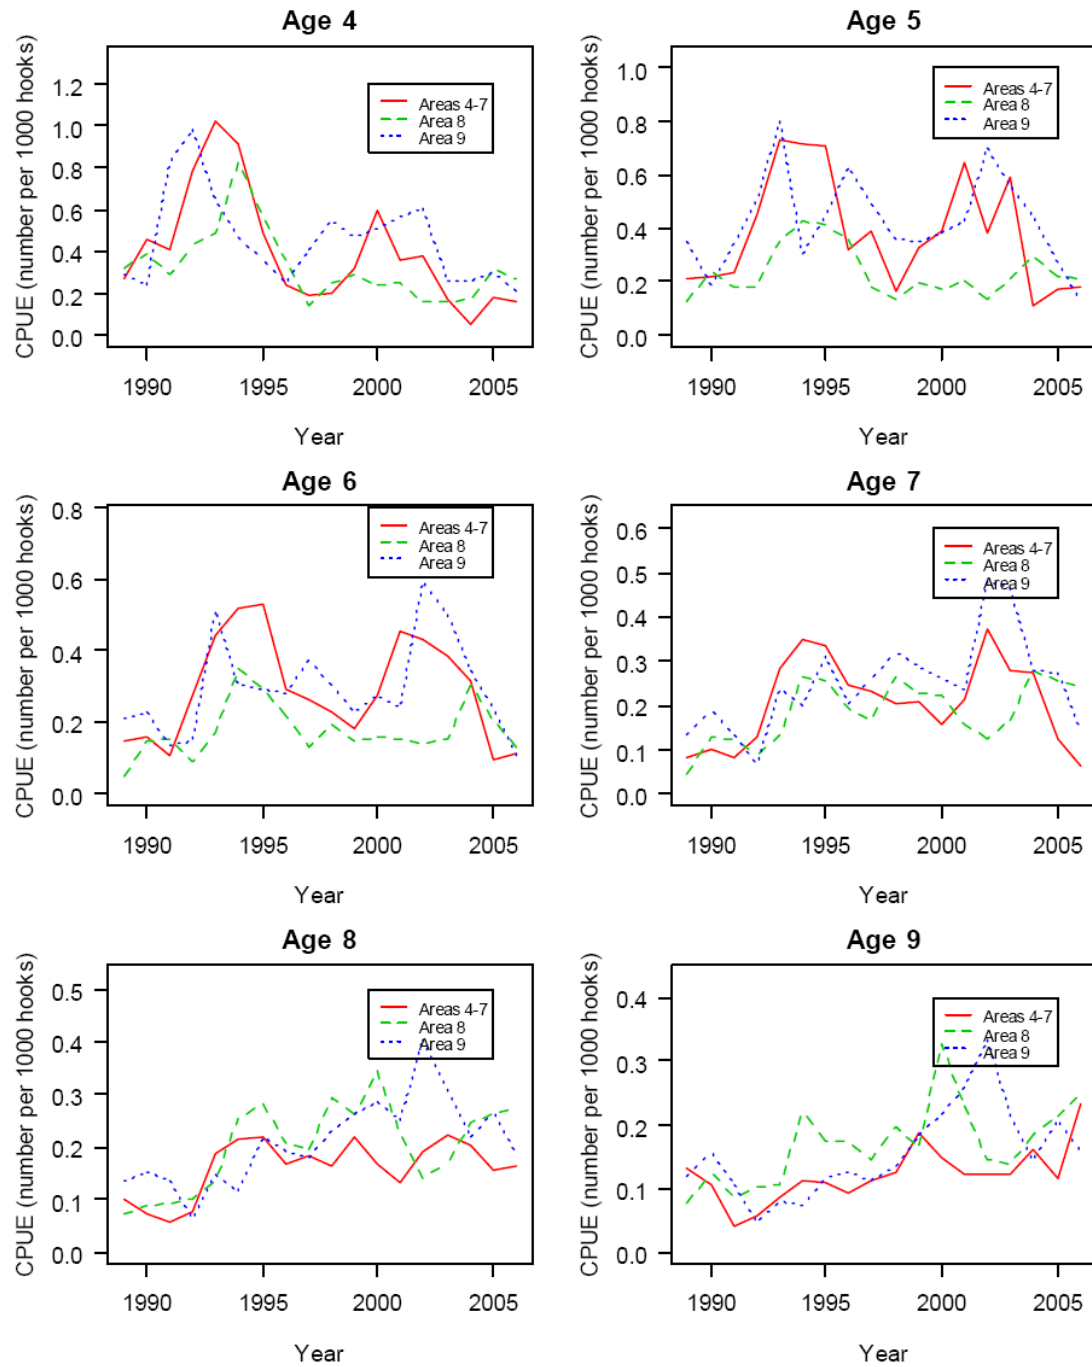 Age 4
CPUE (number per 1000 hooks)
1.2
1.0
0.8
0.6
0.4
0.2
0.0
Areas 4-7
Area 8
Area 9
1990 1995 2000 2005
Year
Age 5
CPUE (number per 1000 hooks)
1.0
0.8
0.6
0.4
0.2
0.0
Areas 4-7
Area 8
Area 9
1990 1995 2000 2005
Year
Age 6
CPUE (number per 1000 hooks)
0.8
0.6
0.4
0.2
0.0
Areas 4-7
Area 8
Area 9
1990 1995 2000 2005
Year
Age 7
CPUE (number per 1000 hooks)
0.6
0.5
0.4
0.3
0.2
0.1
0.0
Areas 4-7
Area 8
Area 9
1990 1995 2000 2005
Year
Age 8
CPUE (number per 1000 hooks)
0.5
0.4
0.3
0.2
0.1
0.0
Areas 4-7
Area 8
Area 9
1990 1995 2000 2005
Year
Age 9
CPUE (number per 1000 hooks)
0.4
0.3
0.2
0.1
0.0
Areas 4-7
Area 8
Area 9
1990 1995 2000 2005
Year